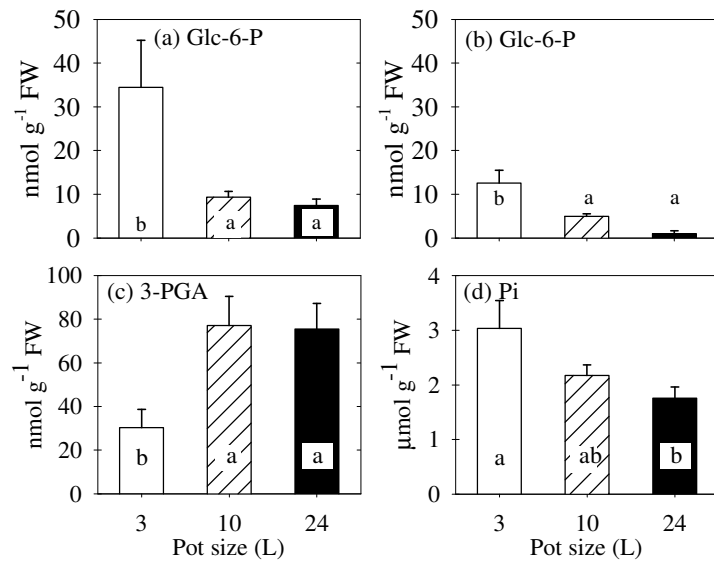 (a) Glc-6-P
nmol g-1 FW
50
40
30
20
10
0
b
a
a
(b) Glc-6-P
nmol g-1 FW
50
40
30
20
10
0
b
a
a
(c) 3-PGA
nmol g-1 FW
100
80
60
40
20
0
b
a
a
3
10
24
Pot size (L)
(d) Pi
µmol g-1 FW
4
3
2
1
0
a
ab
b
3
10
24
Pot size (L)